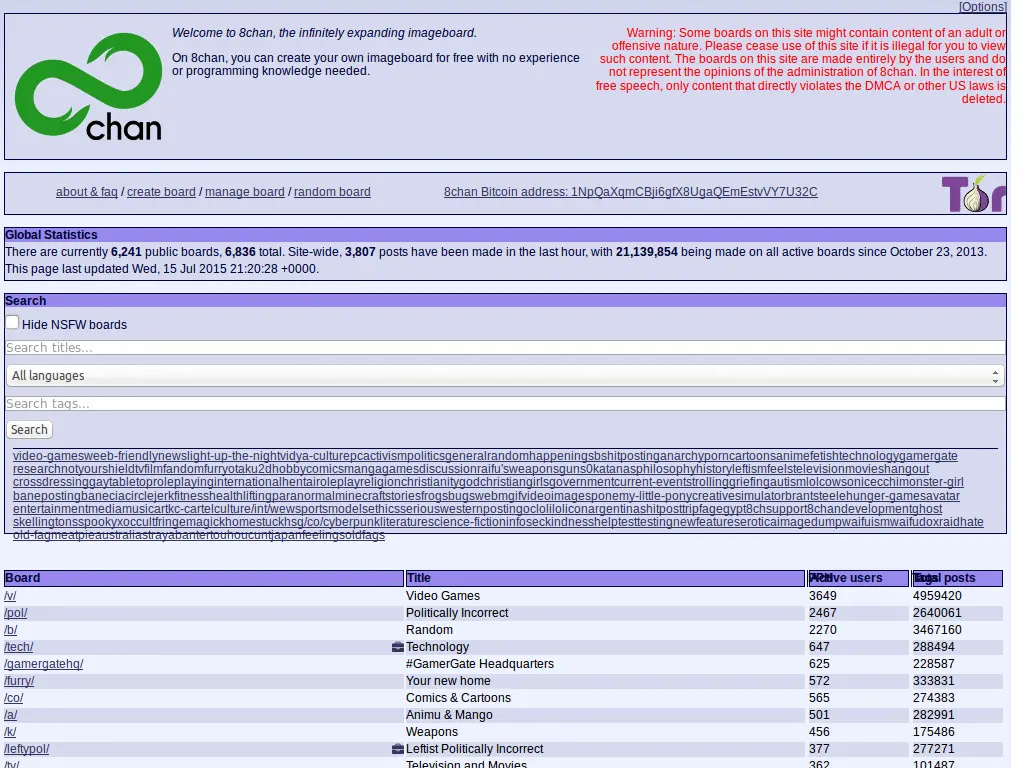 [Options]
Welcome to 8chan, the infinitely expanding imageboard.
On 8chan, you can create your own imageboard for free with no experience
or programming knowledge needed.
Warning: Some boards on this site might contain content of an adult or
offensive nature. Please cease use of this site if it is illegal for you to view
such content. The boards on this site are made entirely by the users and do
not represent the opinions of the administration of 8chan. In the interest of
free speech, only content that directly violates the DMCA or other US laws is
deleted.
chan
about & faq / create board / manage board / random board
8chan Bitcoin address: 1NpQaXqmCBji6gfX8UgaQEmEstvVY7U32C
Tor
Global Statistics
There are currently 6,241 public boards, 6,836 total. Site-wide, 3,807 posts have been made in the last hour, with 21,139,854 being made on all active boards since October 23, 2013.
This page last updated Wed, 15 Jul 2015 21:20:28 +0000.
Search
Hide NSFW boards
Search titles...
All languages
Search tags...
Search
video-gamesweeb-friendlynewslight-up-the-nightvidya-culturepcactivismpoliticsgeneralrandomhappeningsbshitpostinganarchyporncartoonsanimefetishtechnologygamergate
researchnotyourshieldtvfilmfandomfurryotaku2dhobbycomicsmangagamesdiscussionraifu'sweaponsguns0katanasphilosophyhistoryleftismfeelstelevisionmovieshangout
crossdressinggaytabletoproleplayinginternationalhentairoleplayreligionchristianitygodchristiangirlsgovernmentcurrent-eventstrollinggriefingautismlolcowsonicecchimonster-girl
banepostingbaneciacirclejerkfitnesshealthliftingparanormalminecraftstoriesfrogsbugswebmgifvideoimagesponemy-little-ponycreativesimulatorbrantsteelehunger-gamesavatar
entertainmentmediamusicartkc-cartelculture/int/newsportsmodelsethicsseriouswesternpostingocloliloliconargentinashitposttripfagegypt8chsupport8chandevelopmentghost
skellingtonsspookyxoccultfringemagickhomestuckhsg/co/cyberpunkliteraturescience-fictioninfoseckindnesshelptesttestingnewfeatureseroticaimagedumpwaifuismwaifudoxraidhate
old-fagmeatpieaustraliastrayabantertouhoucuntjapanfeelingsoldfags
Board Title Active users Total posts
/v/ Video Games 3649 4959420
/pol/ Politically Incorrect 2467 2640061
/b/ Random 2270 3467160
/tech/ Technology 647 288494
/gamergatehq/ #GamerGate Headquarters 625 228587
/furry/ Your new home 572 333831
/co/ Comics & Cartoons 565 274383
/a/ Animu & Mango 501 282991
/k/ Weapons 456 175486
/leftypol/ Leftist Politically Incorrect 377 277271
/tv/ Television and Movies 362 101487